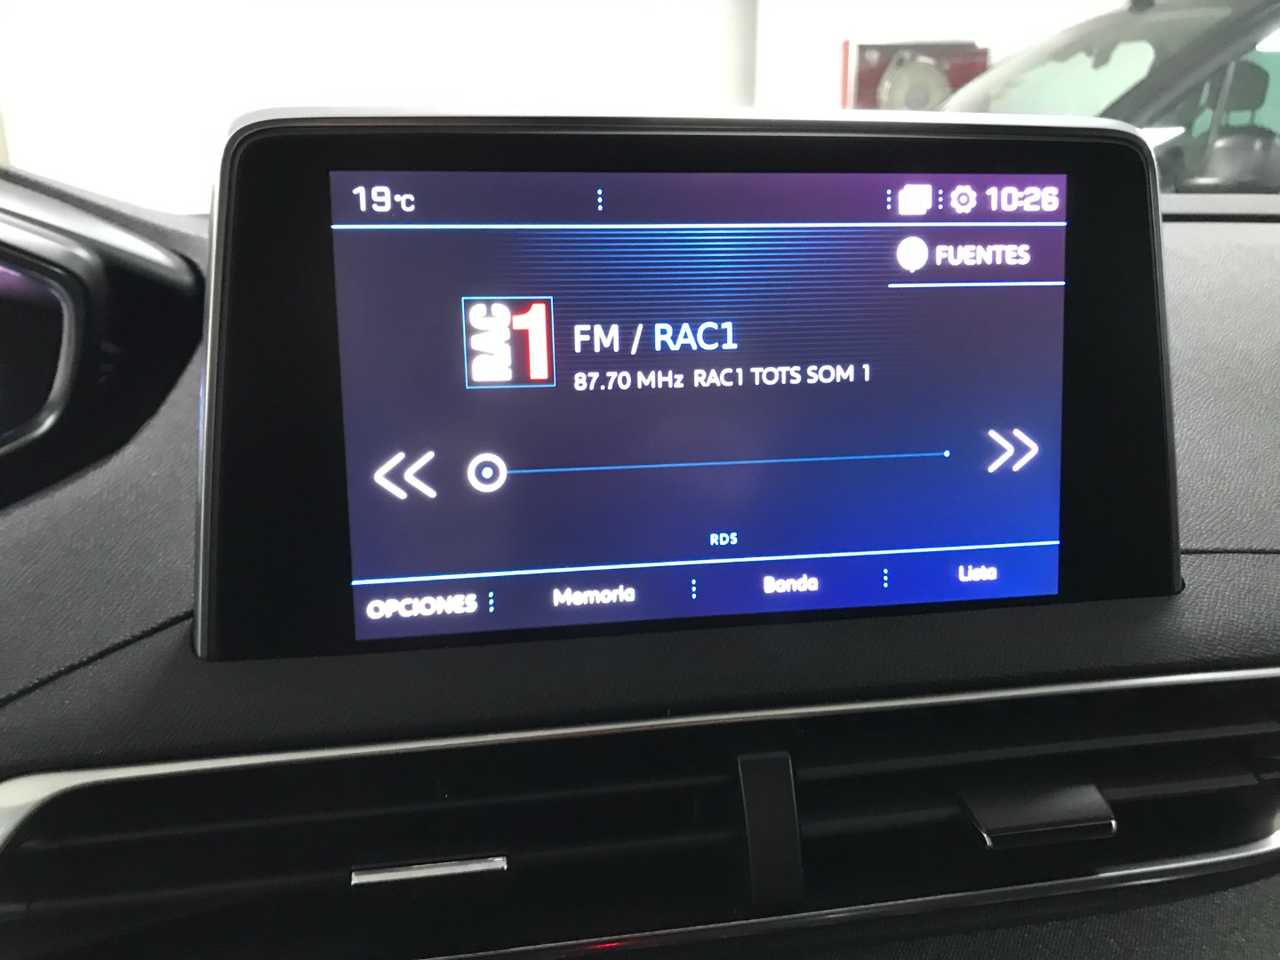 19°C 10:26
FUENTES
RAC1
FM / RAC1
87.70 MHz RAC1 TOTS SOM 1
RDS
OPCIONES Memoria Banda Lista